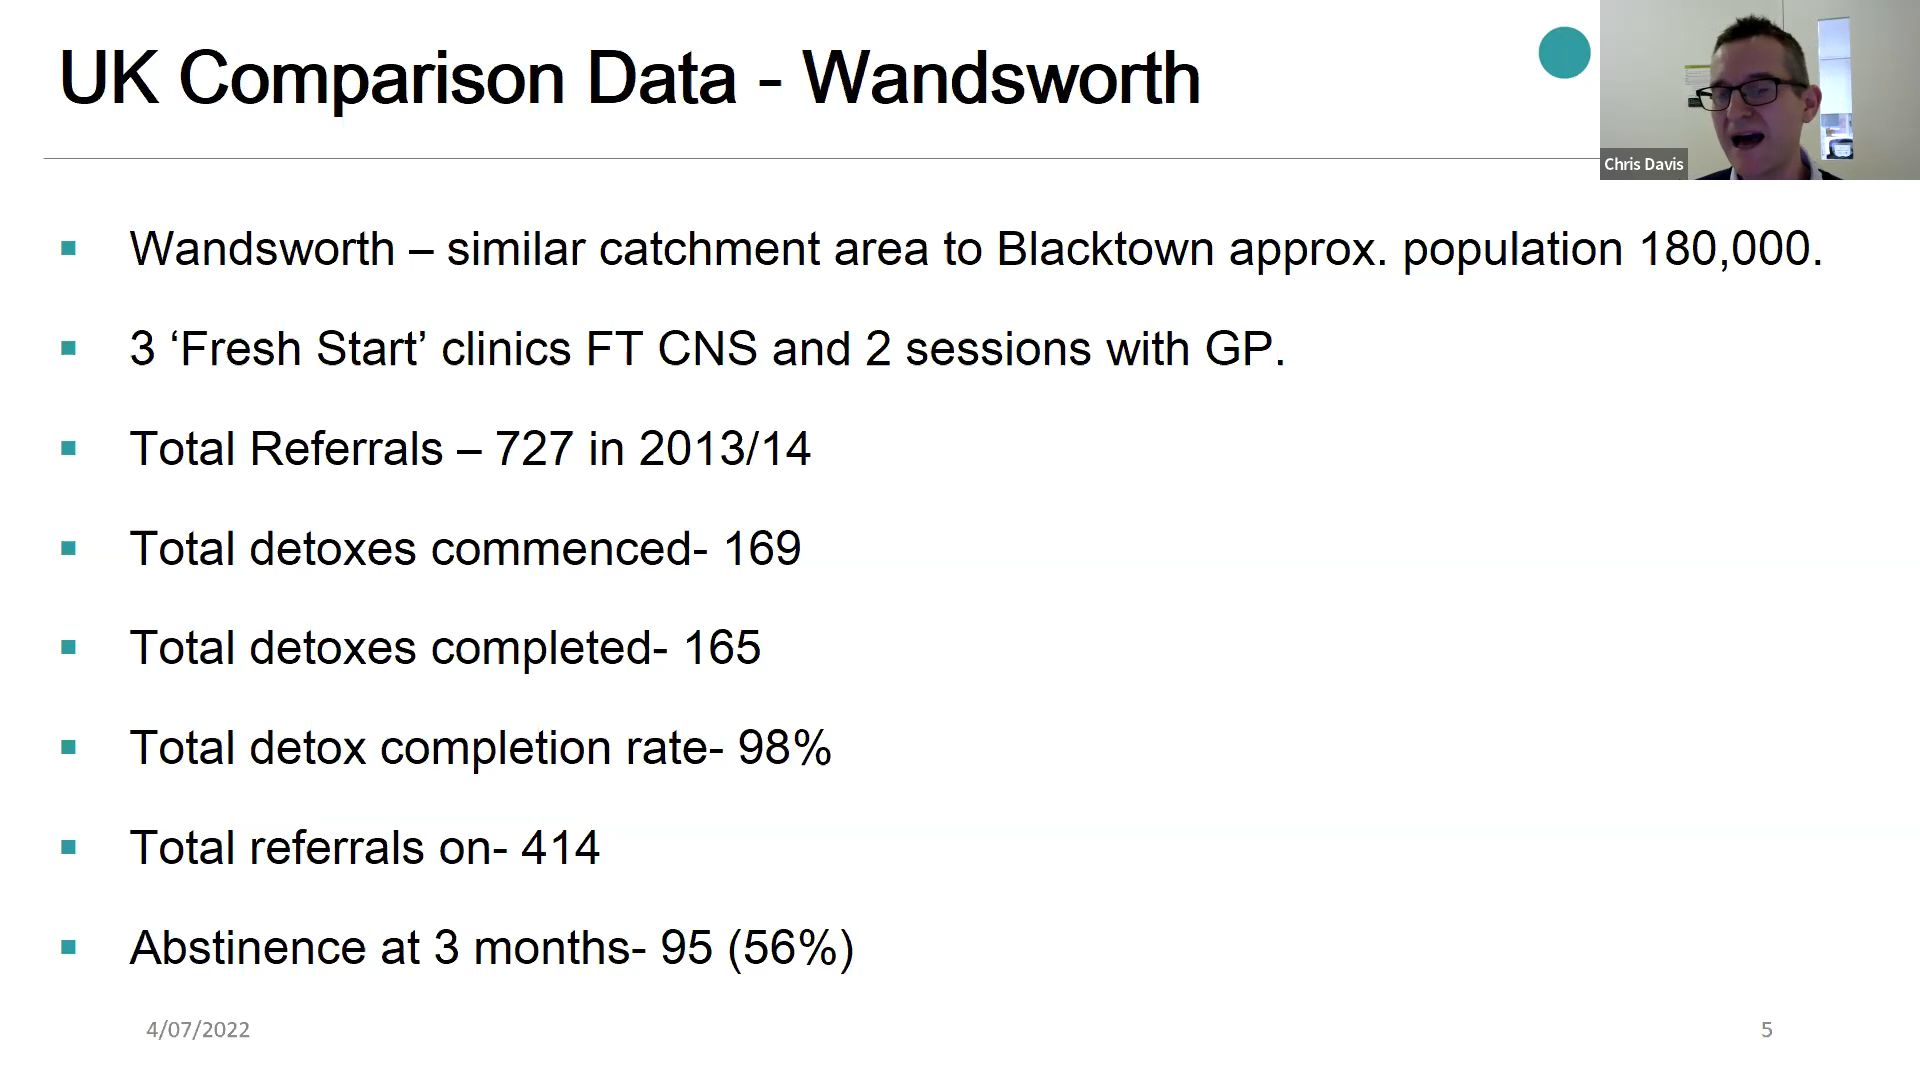 UK Comparison Data - Wandsworth
Chris Davis
Wandsworth – similar catchment area to Blacktown approx. population 180,000.
3 ‘Fresh Start’ clinics FT CNS and 2 sessions with GP.
Total Referrals – 727 in 2013/14
Total detoxes commenced- 169
Total detoxes completed- 165
Total detox completion rate- 98%
Total referrals on- 414
Abstinence at 3 months- 95 (56%)
4/07/2022
5